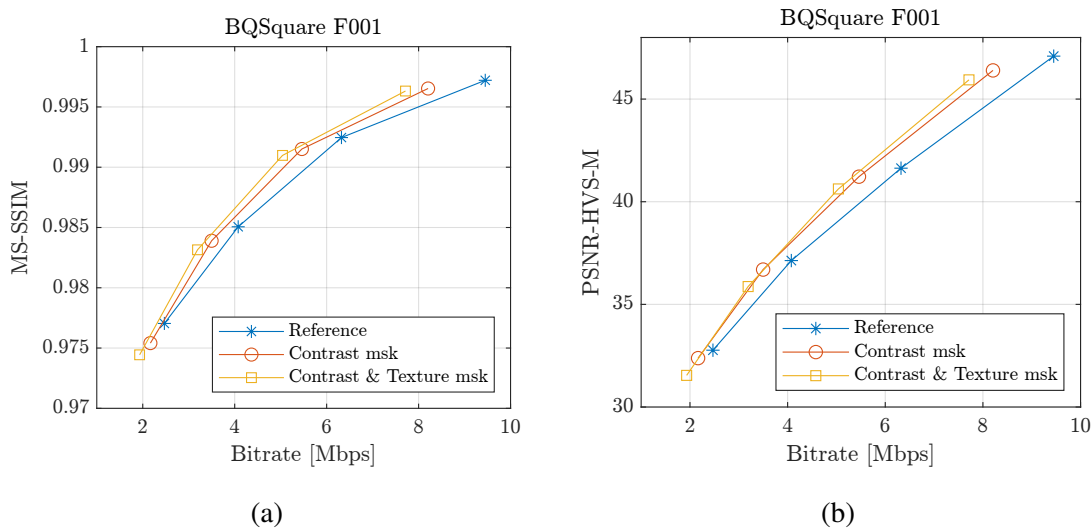 BQSquare F001
1
0.995
0.99
0.985
0.98
0.975
0.97
MS-SSIM
Reference
Contrast msk
Contrast & Texture msk
2 4 6 8 10
Bitrate [Mbps]
(a)
BQSquare F001
45
40
35
30
PSNR-HVS-M
Reference
Contrast msk
Contrast & Texture msk
2 4 6 8 10
Bitrate [Mbps]
(b)